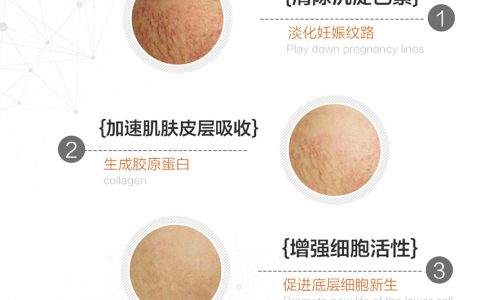 {清除肌底色素}
1
淡化妊娠纹路
Play down pregnancy lines
{加速肌肤皮层吸收}
2
生成胶原蛋白
collagen
{增强细胞活性}
3
促进底层细胞新生
Promote new life of the lower cell